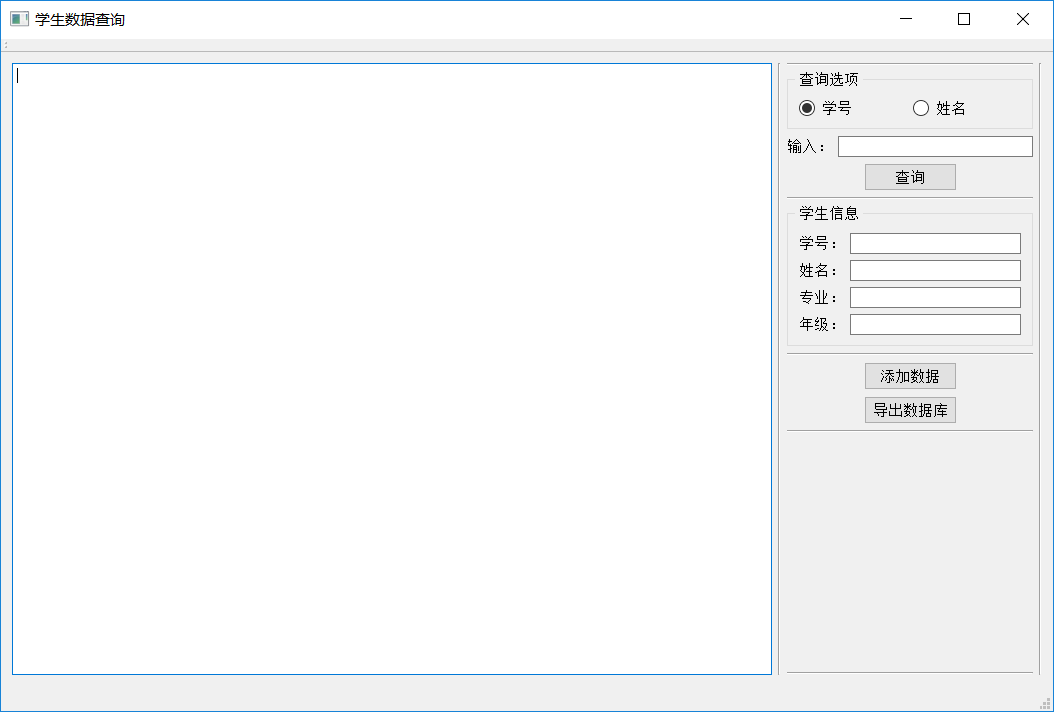 学生数据查询
查询选项
学号 姓名
输入：
查询
学生信息
学号：
姓名：
专业：
年级：
添加数据
导出数据库